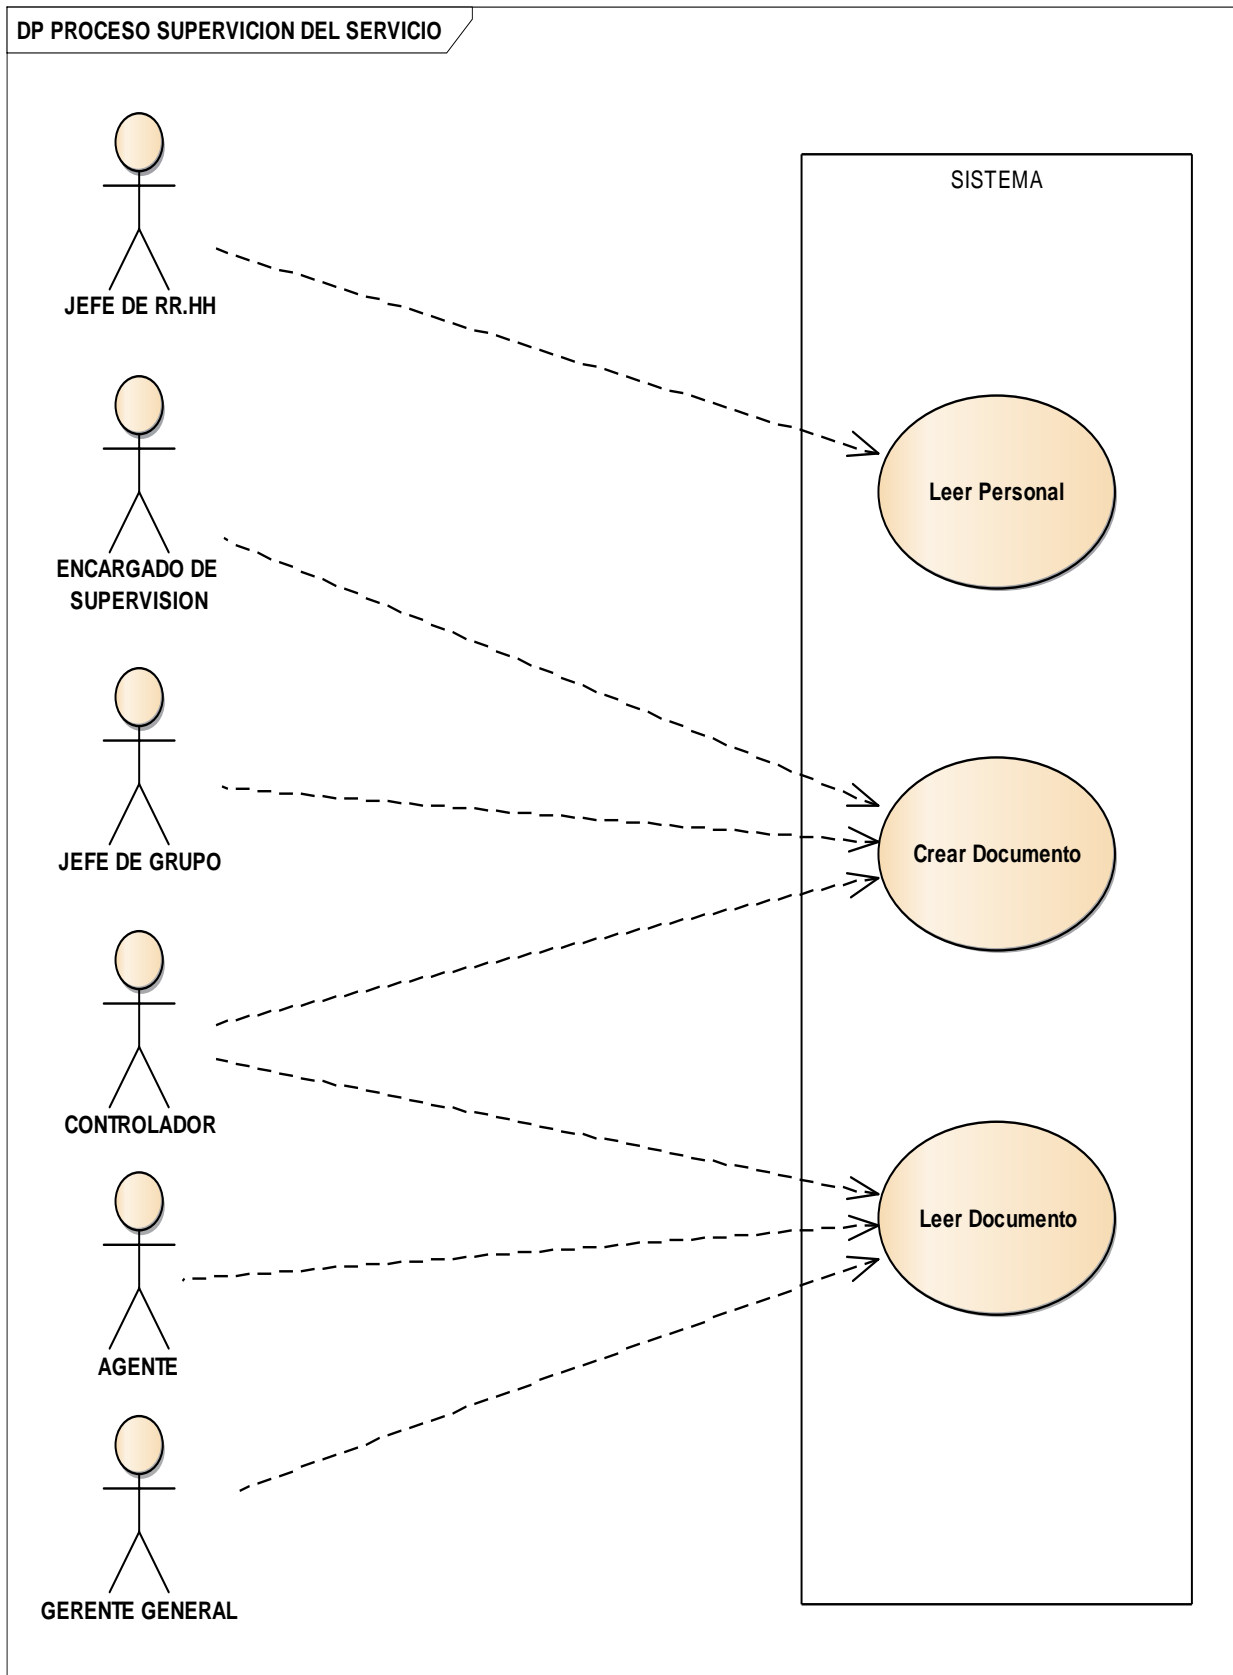 DP PROCESO SUPERVICION DEL SERVICIO
SISTEMA
JEFE DE RR.HH
Leer Personal
ENCARGADO DE
SUPERVISION
JEFE DE GRUPO
Crear Documento
CONTROLADOR
Leer Documento
AGENTE
GERENTE GENERAL